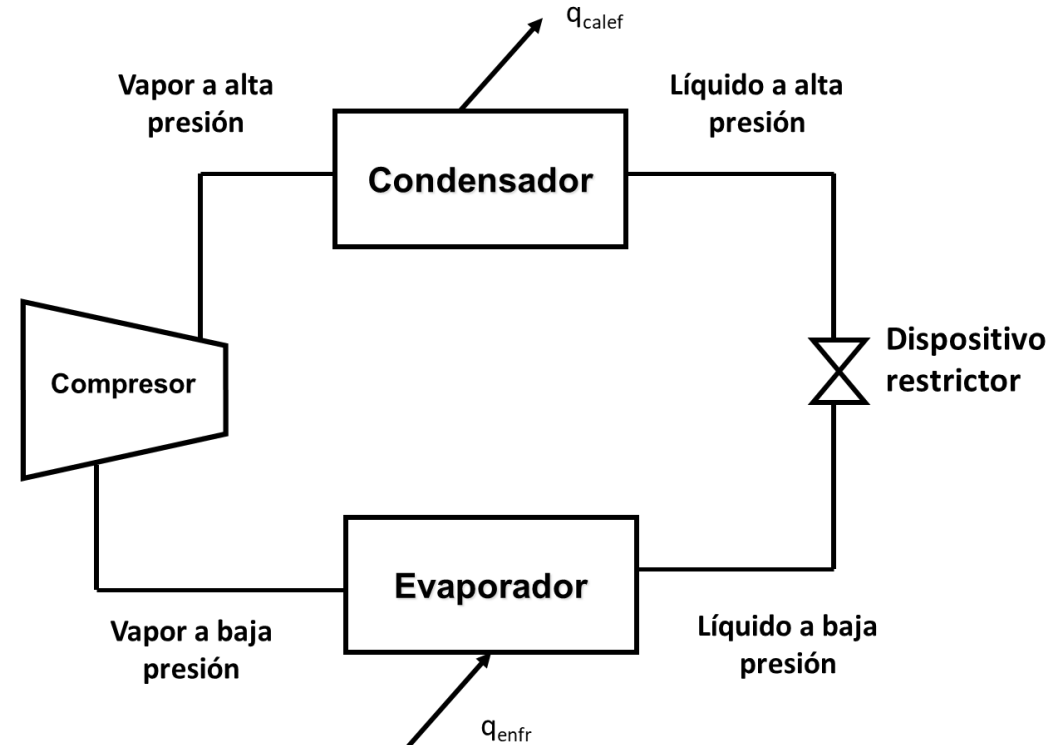 q_calef
Vapor a alta
presión
Líquido a alta
presión
Condensador
Dispositivo
restrictor
Compresor
Evaporador
Vapor a baja
presión
Líquido a baja
presión
q_enfr